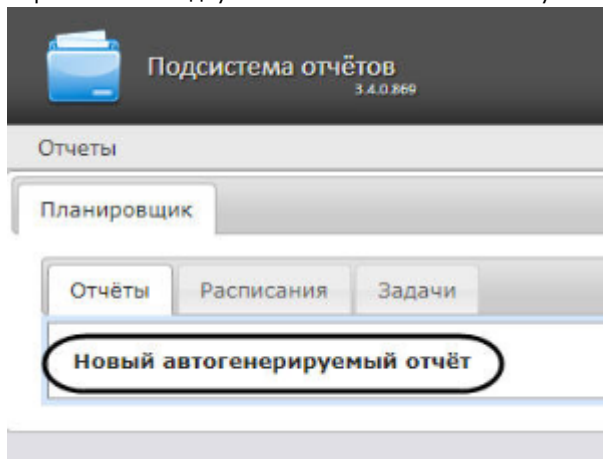 Подсистема отчётов
3.4.0.869
Отчеты
Планировщик
Отчёты Расписания Задачи
Новый автогенерируемый отчёт